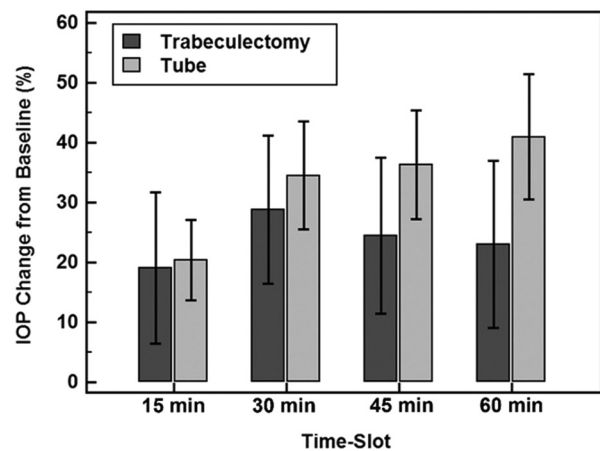 IOP Change from Baseline (%)
60
50
40
30
20
10
0
Trabeculectomy
Tube
15 min 30 min 45 min 60 min
Time-Slot